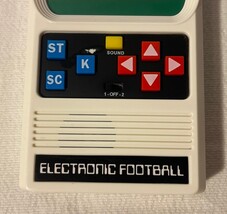 ST
SOUND
K
SC
1-OFF-2
ELECTRONIC FOOTBALL